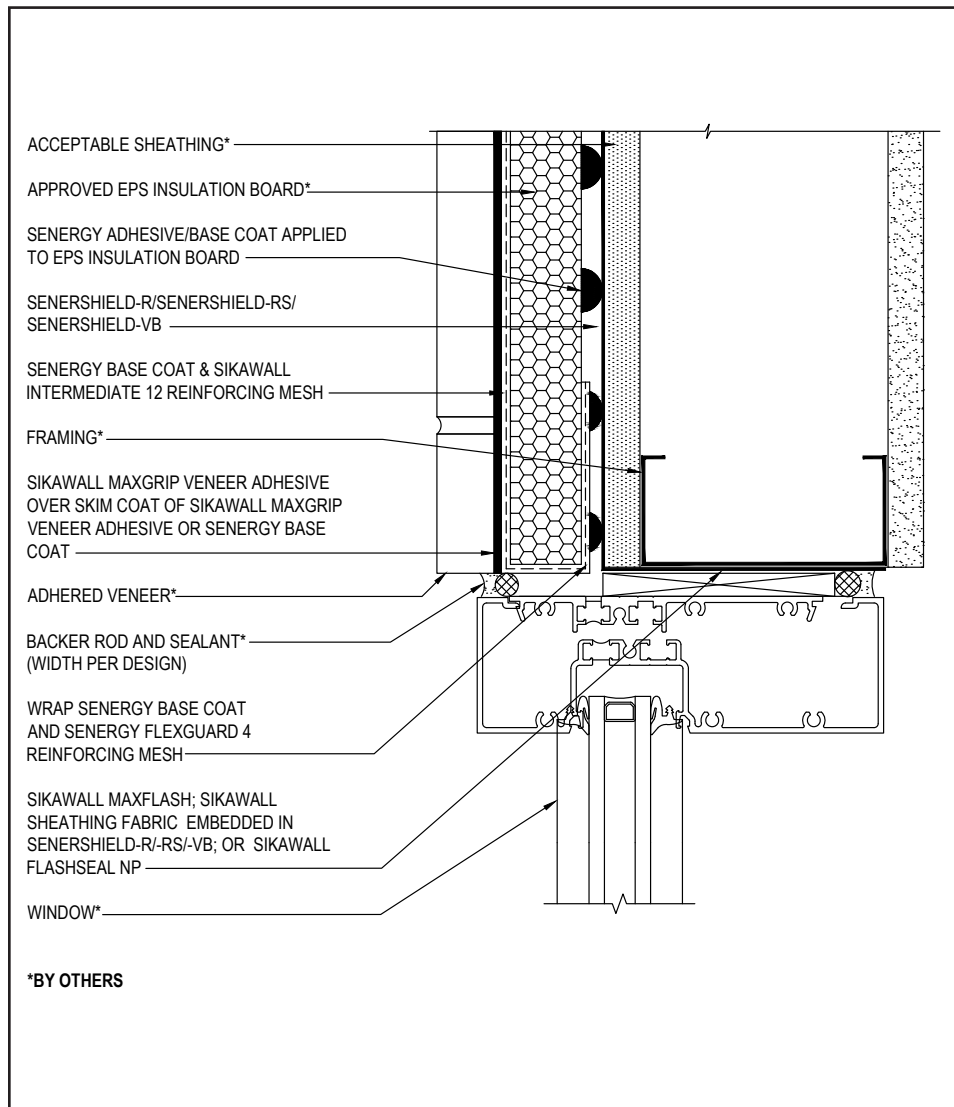 ACCEPTABLE SHEATHING*
APPROVED EPS INSULATION BOARD*
SENERGY ADHESIVE/BASE COAT APPLIED
TO EPS INSULATION BOARD
SENERSHIELD-R/SENERSHIELD-RS/
SENERSHIELD-VB
SENERGY BASE COAT & SIKAWALL
INTERMEDIATE 12 REINFORCING MESH
FRAMING*
SIKAWALL MAXGRIP VENEER ADHESIVE
OVER SKIM COAT OF SIKAWALL MAXGRIP
VENEER ADHESIVE OR SENERGY BASE
COAT
ADHERED VENEER*
BACKER ROD AND SEALANT*
(WIDTH PER DESIGN)
WRAP SENERGY BASE COAT
AND SENERGY FLEXGUARD 4
REINFORCING MESH
SIKAWALL MAXFLASH; SIKAWALL
SHEATHING FABRIC EMBEDDED IN
SENERSHIELD-R/-RS/-VB; OR SIKAWALL
FLASHSEAL NP
WINDOW*
*BY OTHERS